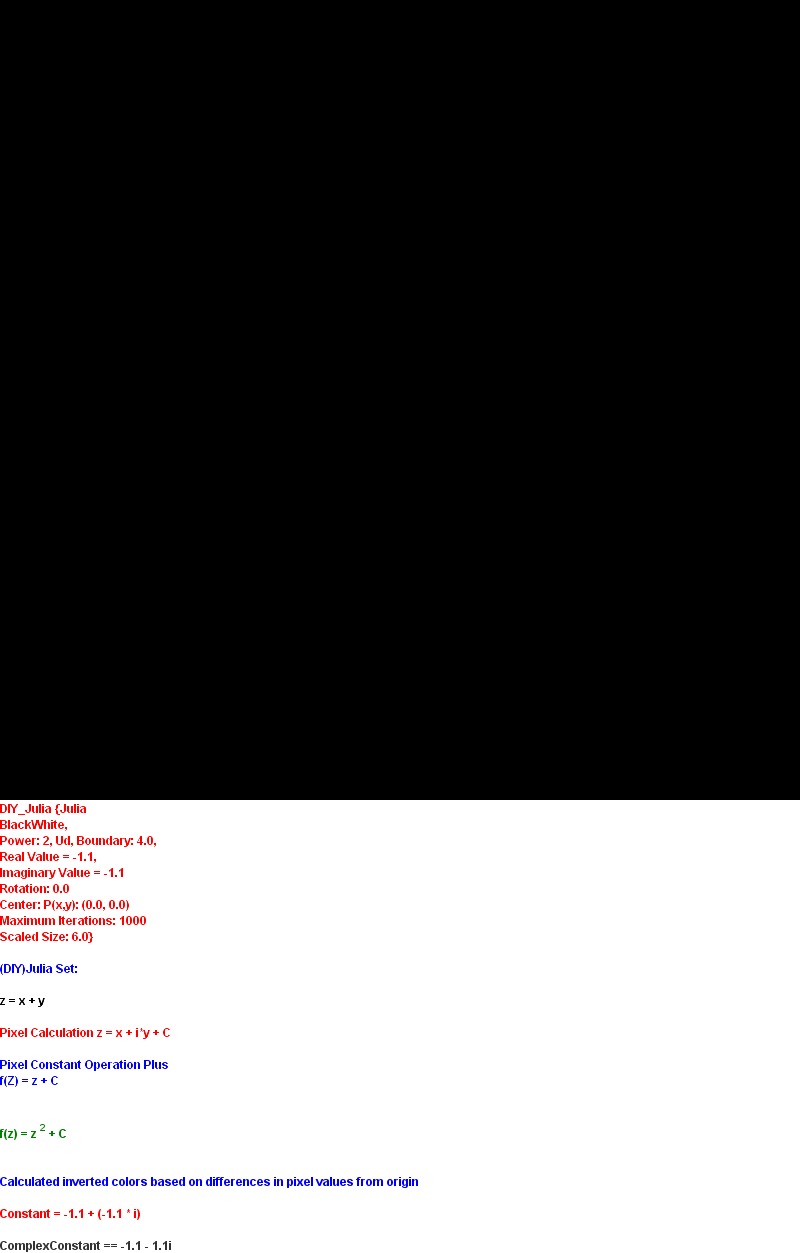 DIY_Julia {Julia
BlackWhite,
Power: 2, Ud, Boundary: 4.0,
Real Value = -1.1,
Imaginary Value = -1.1
Rotation: 0.0
Center: P(x,y): (0.0, 0.0)
Maximum Iterations: 1000
Scaled Size: 6.0}
(DIY)Julia Set:
z = x + y
Pixel Calculation z = x + i*y + C
Pixel Constant Operation Plus
f(Z) = z + C
f(z) = z 2 + C
Calculated inverted colors based on differences in pixel values from origin
Constant = -1.1 + (-1.1 * i)
ComplexConstant == -1.1 - 1.1i